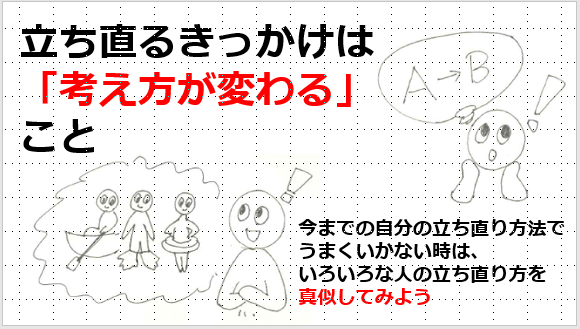 立ち直るきっかけは
「考え方が変わる」
こと
A→B
！
！
今までの自分の立ち直り方法で
うまくいかない時は、
いろいろな人の立ち直り方を
真似してみよう